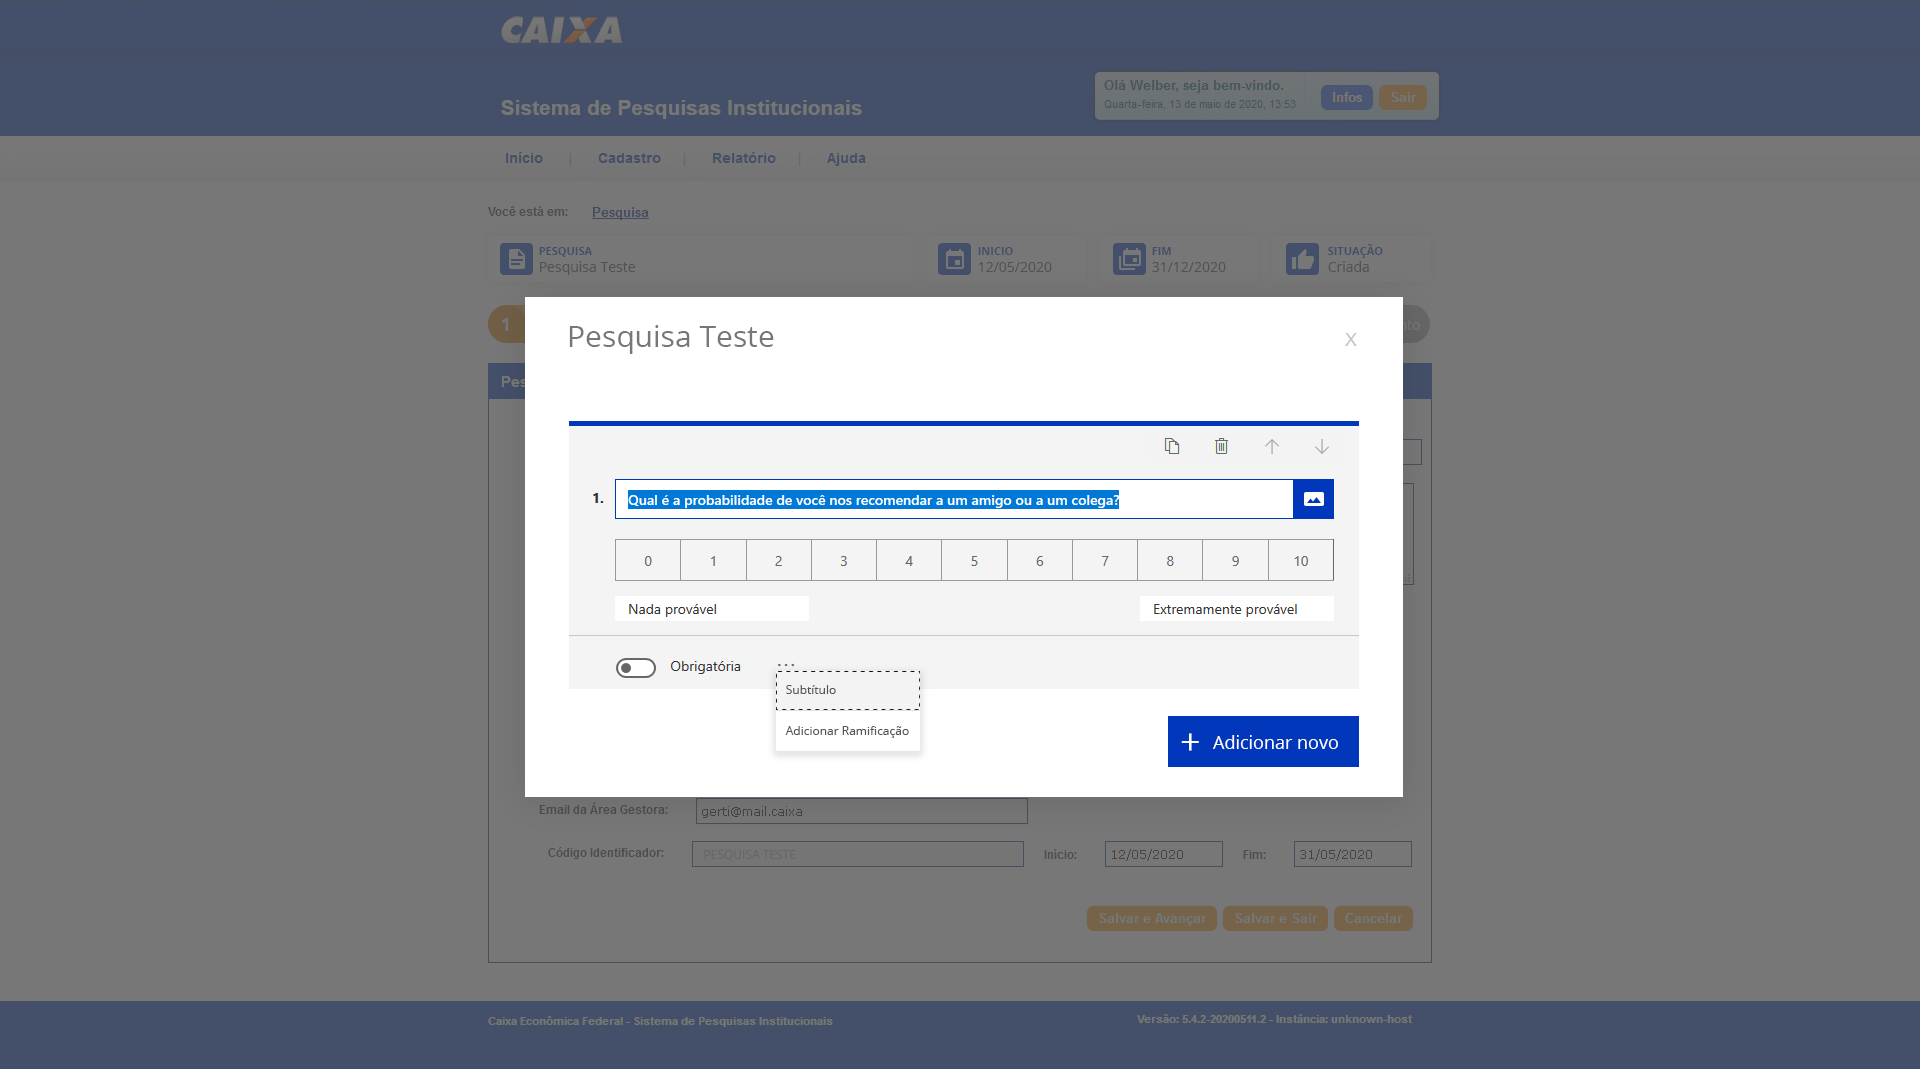 CAIXA
Sistema de Pesquisas Institucionais
Olá Welber, seja bem-vindo.
Quarta-feira, 13 de maio de 2020, 13:53
Infos
Sair
Início | Cadastro | Relatório | Ajuda
Você está em: Pesquisa
PESQUISA
Pesquisa Teste
INICIO
12/05/2020
FIM
31/12/2020
SITUAÇÃO
Criada
1
Pesquisa Teste
x
1. Qual é a probabilidade de você nos recomendar a um amigo ou a um colega?
0 1 2 3 4 5 6 7 8 9 10
Nada provável
Extremamente provável
Obrigatória ...
Subtítulo
Adicionar Ramificação
+ Adicionar novo
Email da Área Gestora: gerti@mail.caixa
Código Identificador: PESQUISA TESTE Início: 12/05/2020 Fim: 31/05/2020
Salvar e Avançar Salvar e Sair Cancelar
Caixa Econômica Federal - Sistema de Pesquisas Institucionais
Versão: 5.4.2-20200511.2 - Instância: unknown-host